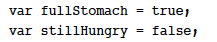 var fullStomach = true;
var stillHungry = false;